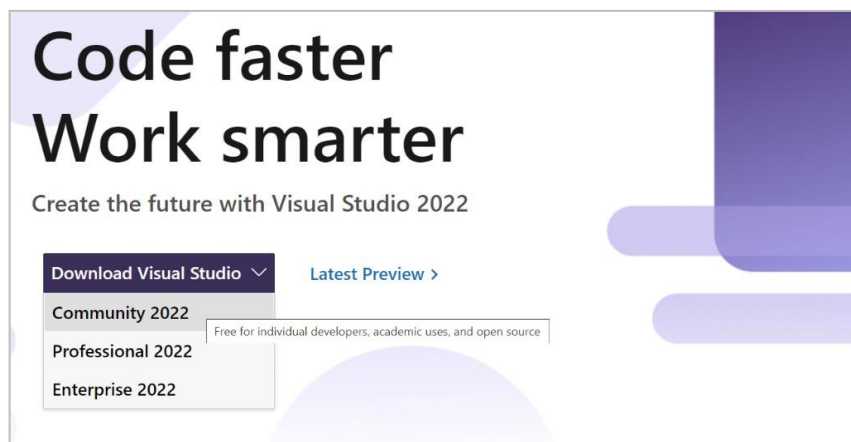 Code faster
Work smarter
Create the future with Visual Studio 2022
Download Visual Studio
Latest Preview >
Community 2022
Free for individual developers, academic uses, and open source
Professional 2022
Enterprise 2022